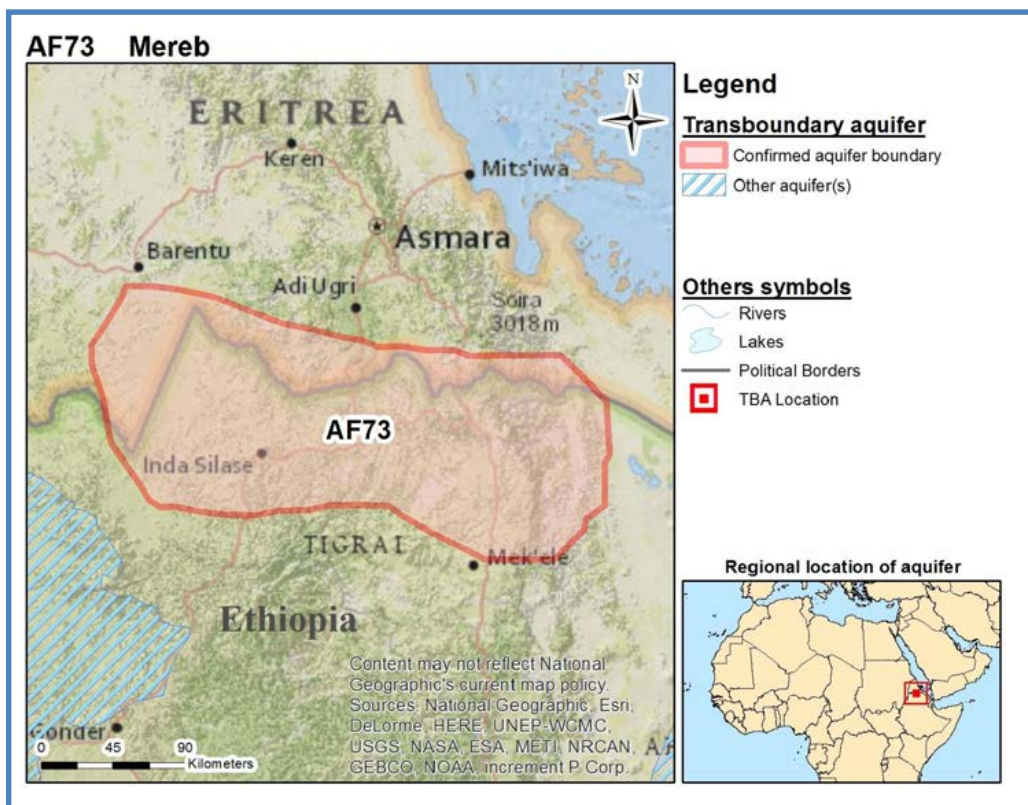 AF73 Mereb
N
ERITREA
Keren
Mits'iwa
Asmara
Barentu
Adi Ugri
Soira
3018m
AF73
Inda Silase
TIGRAI
Mek'ele
Ethiopia
Gonder
0 45 90
Kilometers
Content may not reflect National
Geographic's current map policy.
Sources: National Geographic, Esri,
DeLorme, HERE, UNEP-WCMC,
USGS, NASA, ESA, METI, NRCAN,
GEBCO, NOAA, increment P Corp.
Legend
Transboundary aquifer
Confirmed aquifer boundary
Other aquifer(s)
Others symbols
Rivers
Lakes
Political Borders
TBA Location
Regional location of aquifer